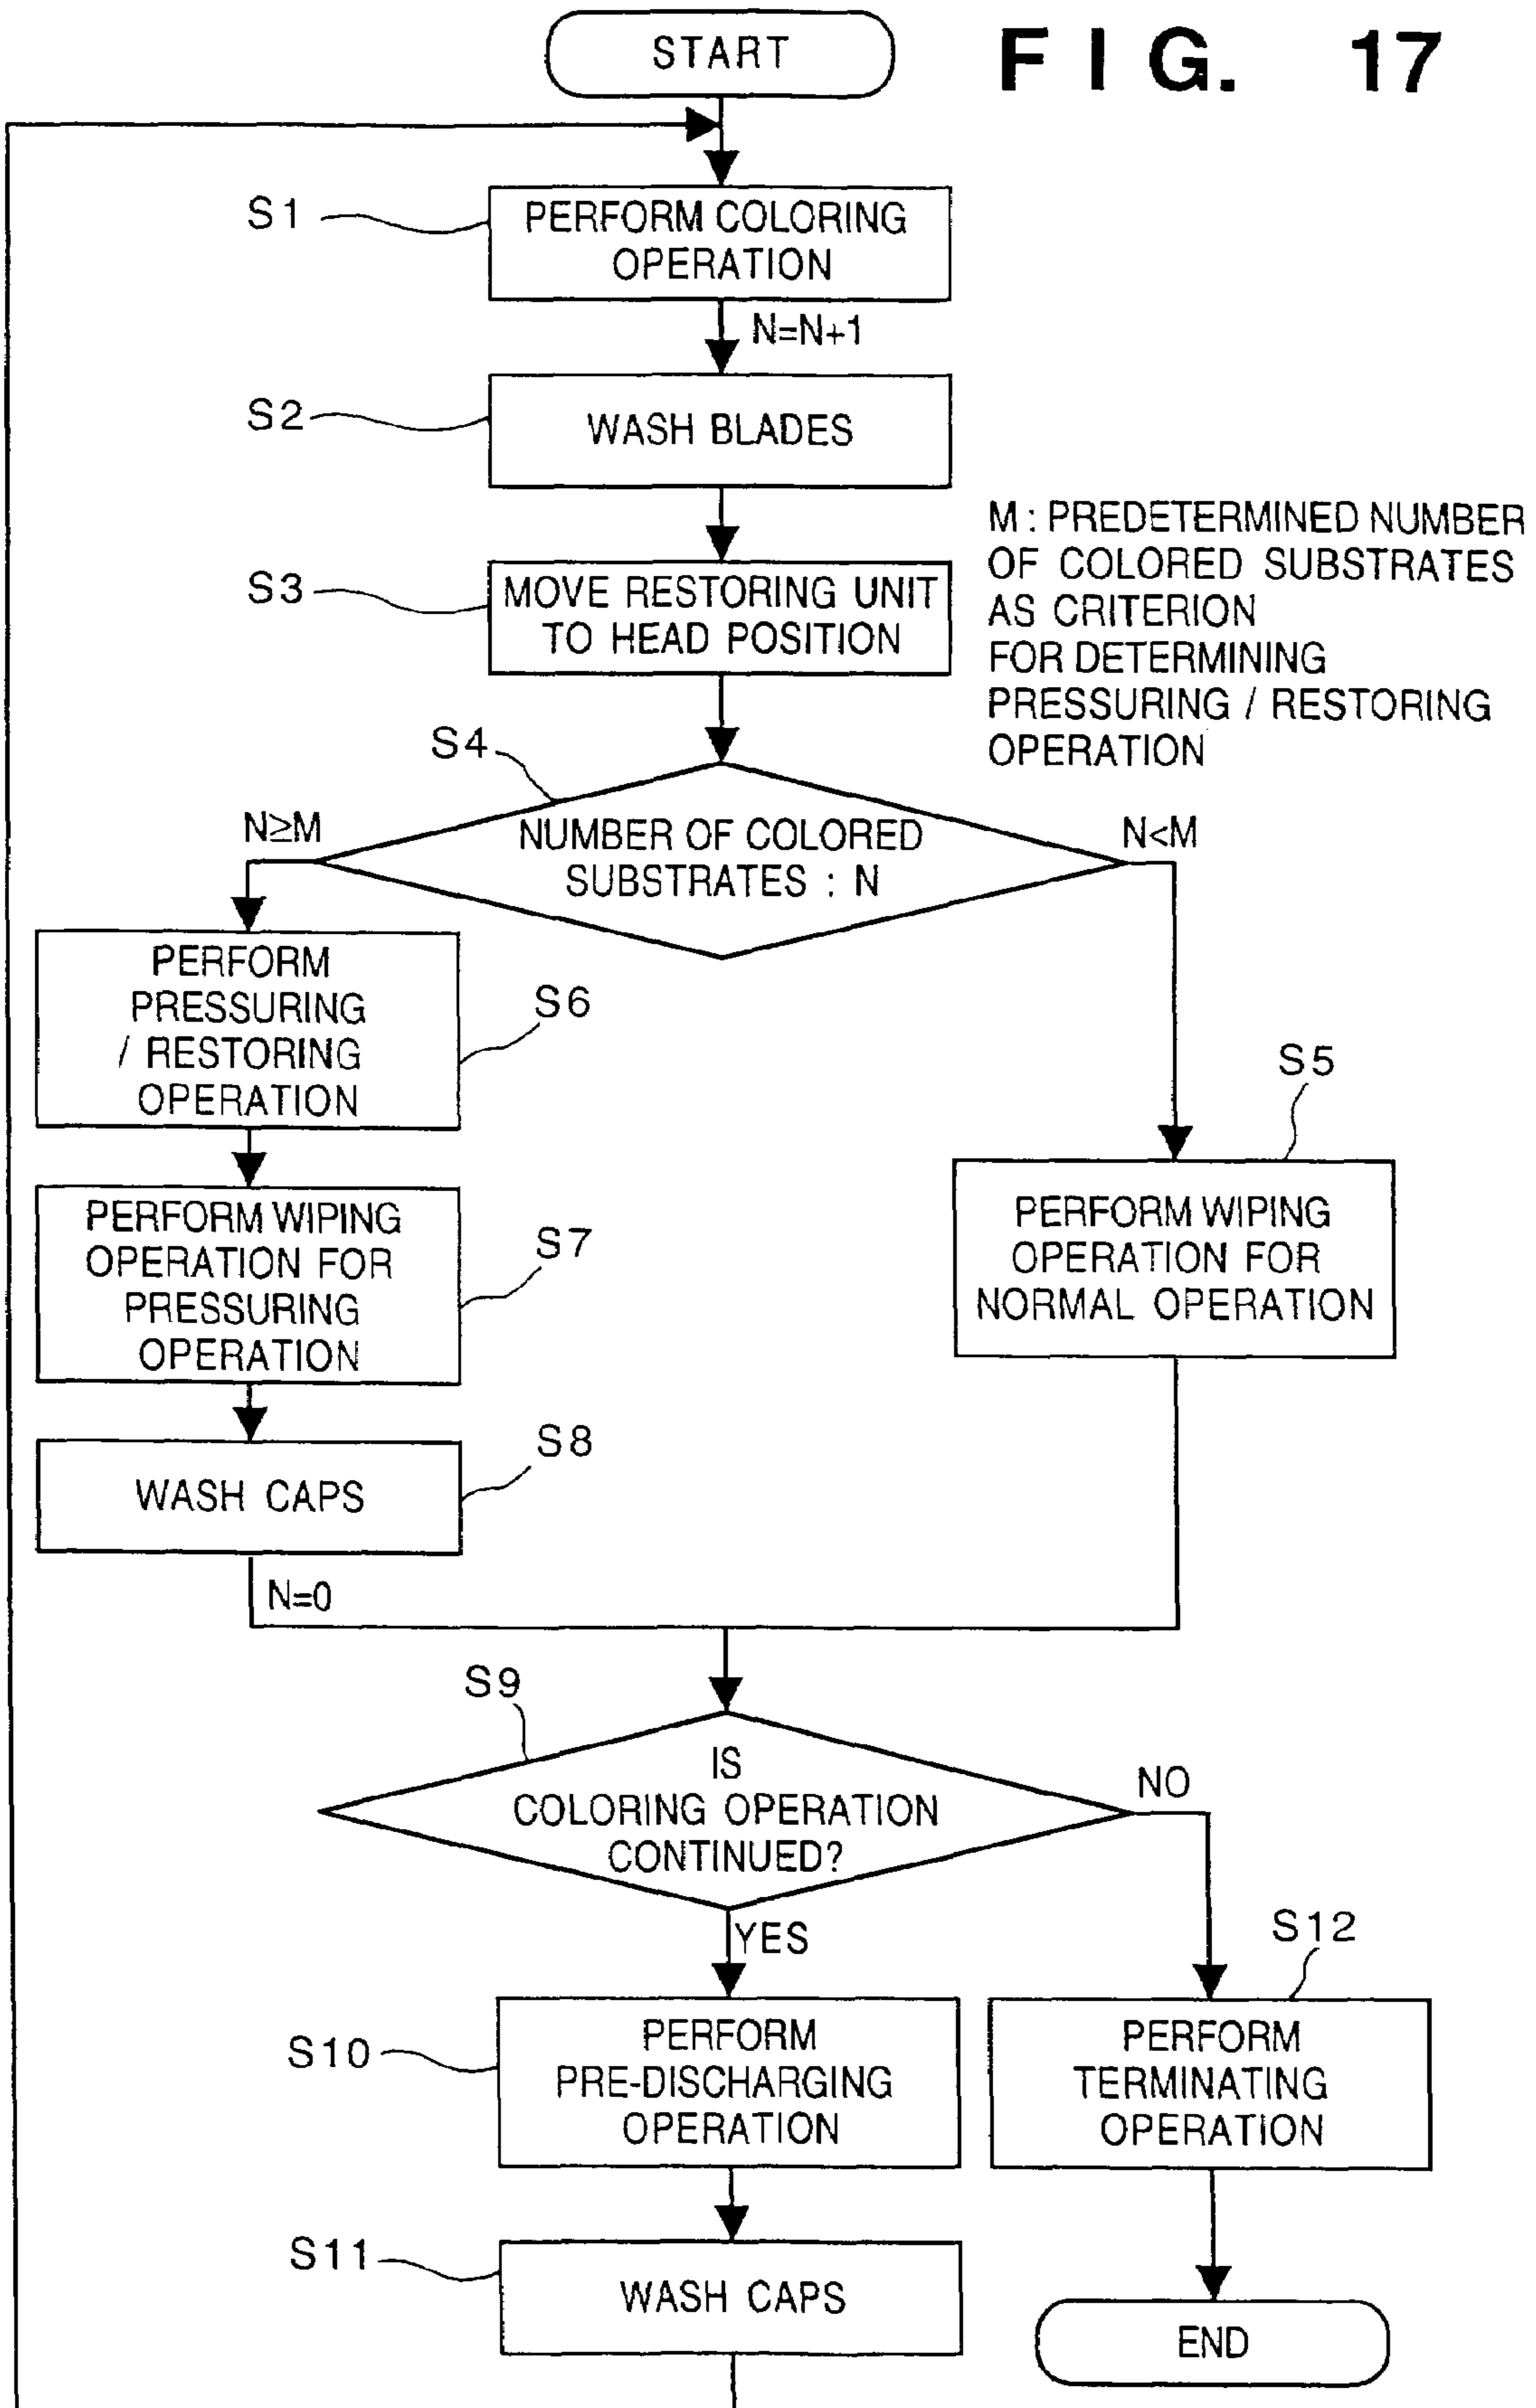 START
FIG. 17
S1
PERFORM COLORING
OPERATION
N=N+1
S2
WASH BLADES
S3
MOVE RESTORING UNIT
TO HEAD POSITION
M : PREDETERMINED NUMBER
OF COLORED SUBSTRATES
AS CRITERION
FOR DETERMINING
PRESSURING / RESTORING
OPERATION
S4
N≥M
NUMBER OF COLORED
SUBSTRATES : N
N<M
PERFORM
PRESSURING
/ RESTORING
OPERATION
S6
S5
PERFORM WIPING
OPERATION FOR
PRESSURING
OPERATION
S7
PERFORM WIPING
OPERATION FOR
NORMAL OPERATION
S8
WASH CAPS
N=0
S9
IS
COLORING OPERATION
CONTINUED?
NO
YES
S12
S10
PERFORM
PRE-DISCHARGING
OPERATION
PERFORM
TERMINATING
OPERATION
S11
WASH CAPS
END